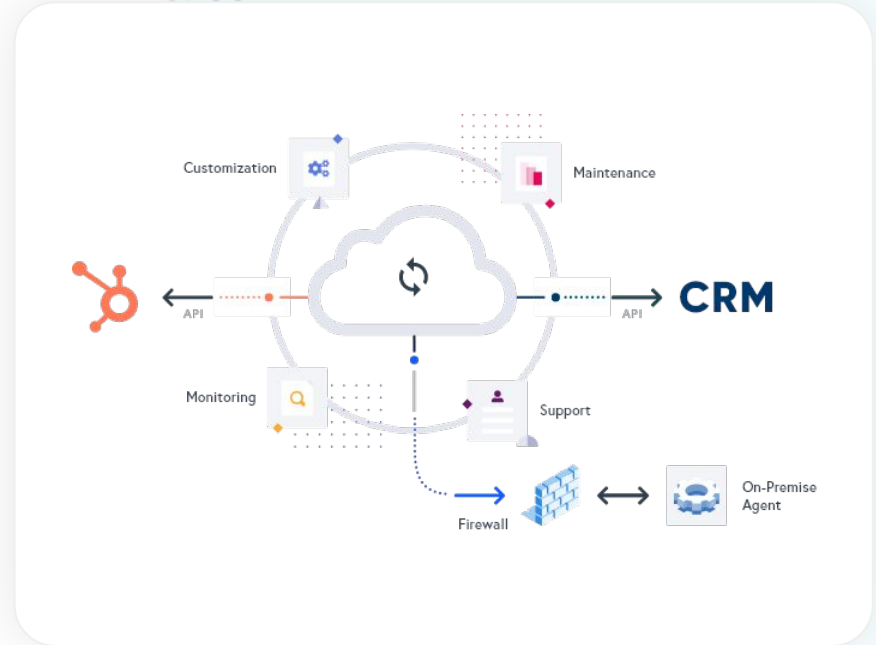 Customization
Maintenance
API
CRM
API
Monitoring
Support
On-Premise
Agent
Firewall